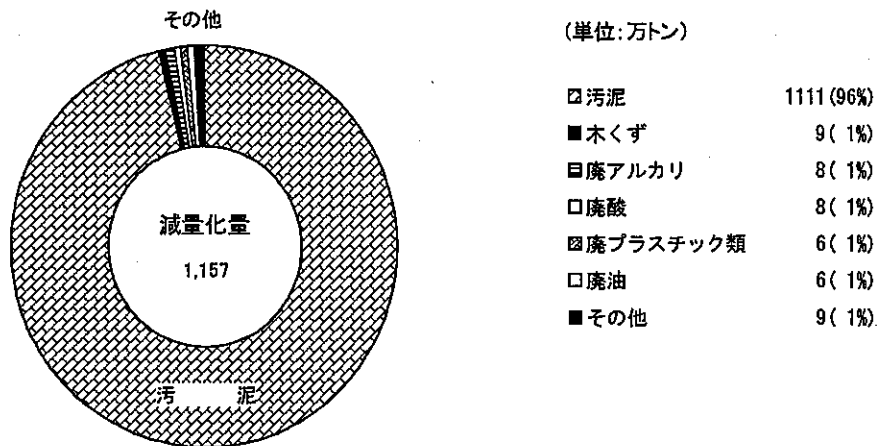 その他
(単位:万トン)
汚泥 1111(96%)
木くず 9( 1%)
廃アルカリ 8( 1%)
廃酸 8( 1%)
廃プラスチック類 6( 1%)
廃油 6( 1%)
その他 9( 1%)
減量化量
1,157
汚 泥